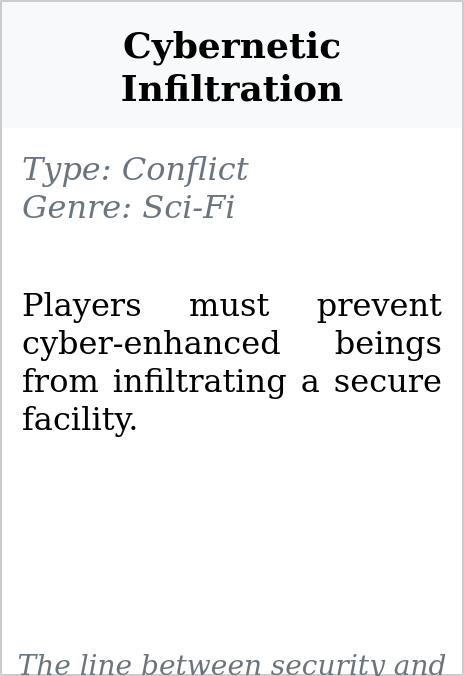 Cybernetic
Infiltration
Type: Conflict
Genre: Sci-Fi
Players must prevent
cyber-enhanced beings
from infiltrating a secure
facility.
The line between security and